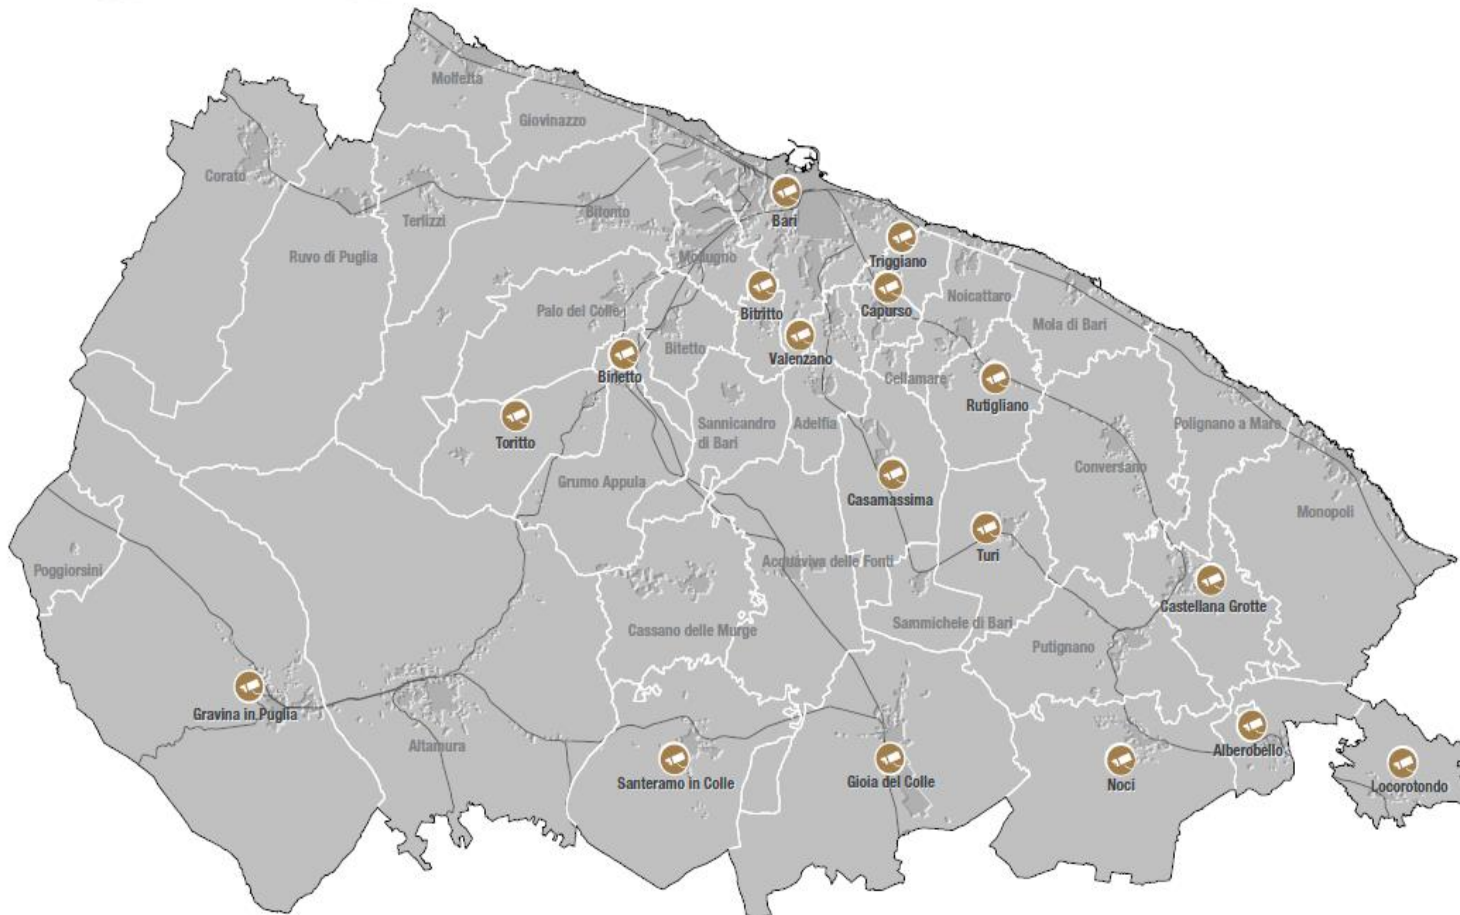 Molfetta
Giovinazzo
Corato
Bitonto
Terlizzi
Bari
Ruvo di Puglia
Modugno
Triggiano
Noicattaro
Palo del Colle
Bitritto
Capurso
Mola di Bari
Bitetto
Valenzano
Binetto
Cellamare
Rutigliano
Toritto
Sannicandro
di Bari
Adelfia
Polignano a Mare
Conversano
Grumo Appula
Casamassima
Monopoli
Turi
Acquaviva delle Fonti
Poggiorsini
Castellana Grotte
Cassano delle Murge
Sammichele di Bari
Putignano
Gravina in Puglia
Altamura
Alberobello
Santeramo in Colle
Gioia del Colle
Noci
Locorotondo